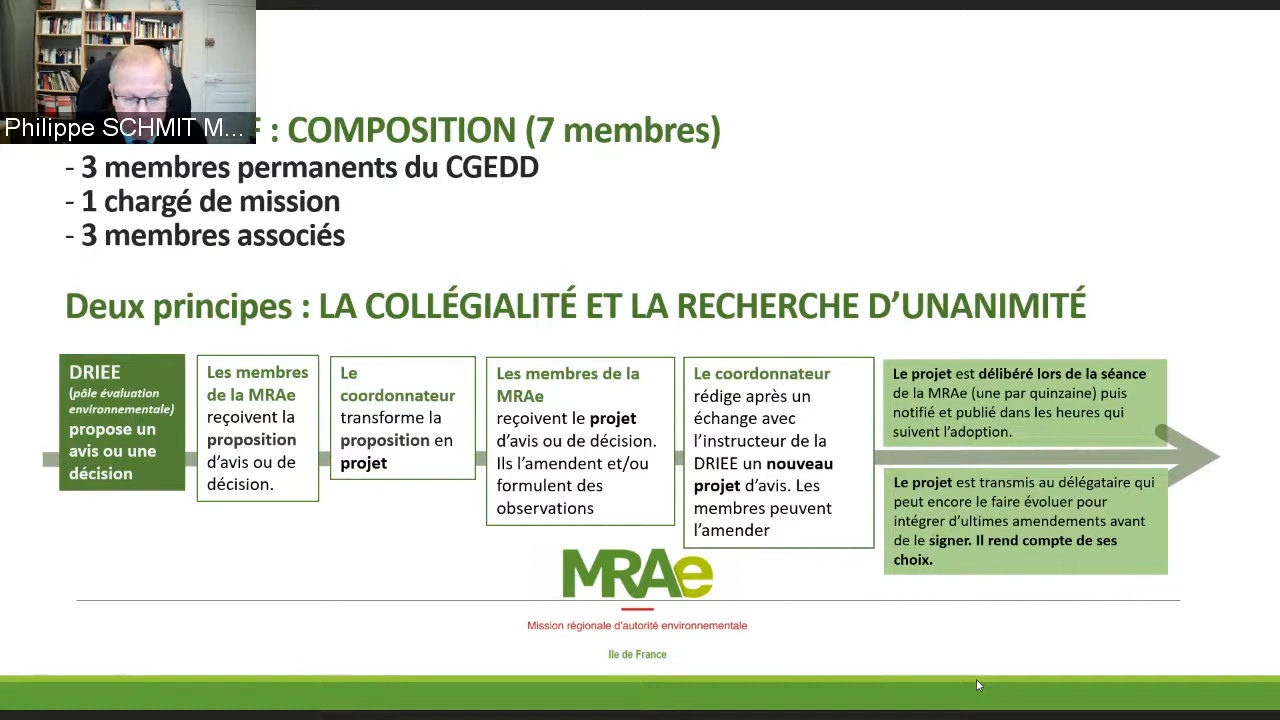 Philippe SCHMIT M...
: COMPOSITION (7 membres)
- 3 membres permanents du CGEDD
- 1 chargé de mission
- 3 membres associés
Deux principes : LA COLLÉGIALITÉ ET LA RECHERCHE D’UNANIMITÉ
DRIEE
(pôle évaluation
environnementale)
propose un
avis ou une
décision
Les membres
de la MRAe
reçoivent la
proposition
d’avis ou de
décision.
Le
coordonnateur
transforme la
proposition en
projet
Les membres de la
MRAe
reçoivent le projet
d’avis ou de décision.
Ils l’amendent et/ou
formulent des
observations
Le coordonnateur
rédige après un
échange avec
l’instructeur de la
DRIEE un nouveau
projet d’avis. Les
membres peuvent
l’amender
Le projet est délibéré lors de la séance
de la MRAe (une par quinzaine) puis
notifié et publié dans les heures qui
suivent l’adoption.
Le projet est transmis au délégataire qui
peut encore le faire évoluer pour
intégrer d’ultimes amendements avant
de le signer. Il rend compte de ses
choix.
MRAe
Mission régionale d’autorité environnementale
Ile de France